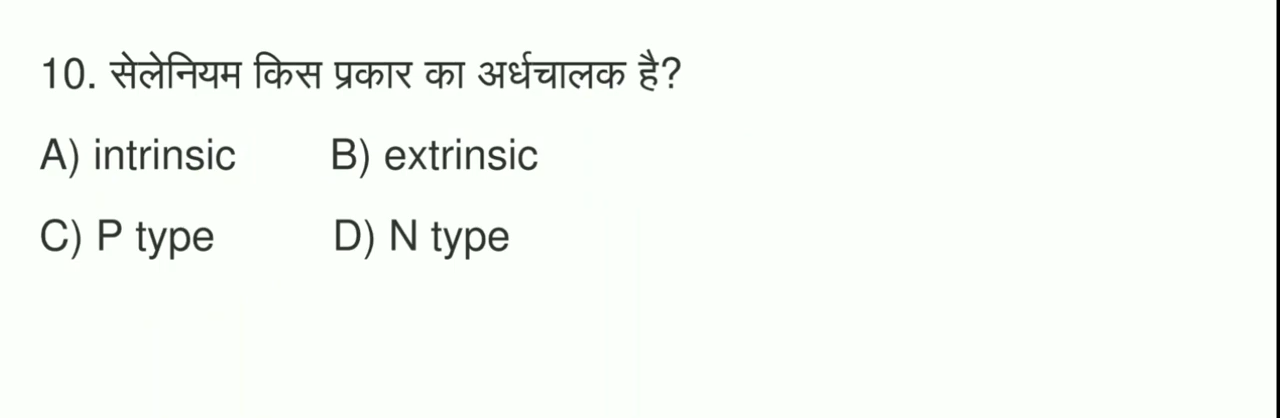 10. सेलेनियम किस प्रकार का अर्धचालक है?
A) intrinsic B) extrinsic
C) P type D) N type